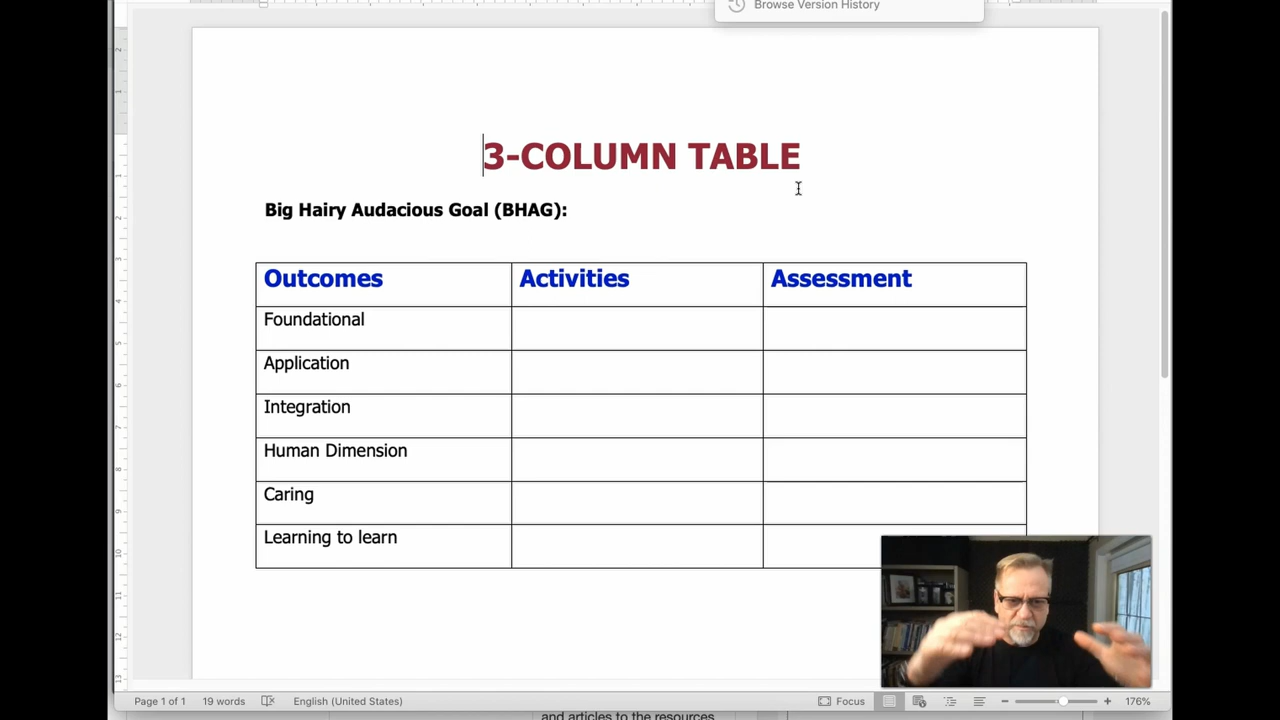 Browse Version History
3-COLUMN TABLE
Big Hairy Audacious Goal (BHAG):
Outcomes Activities Assessment
Foundational
Application
Integration
Human Dimension
Caring
Learning to learn
Page 1 of 1 19 words English (United States) Focus 176%
and articles to the resources